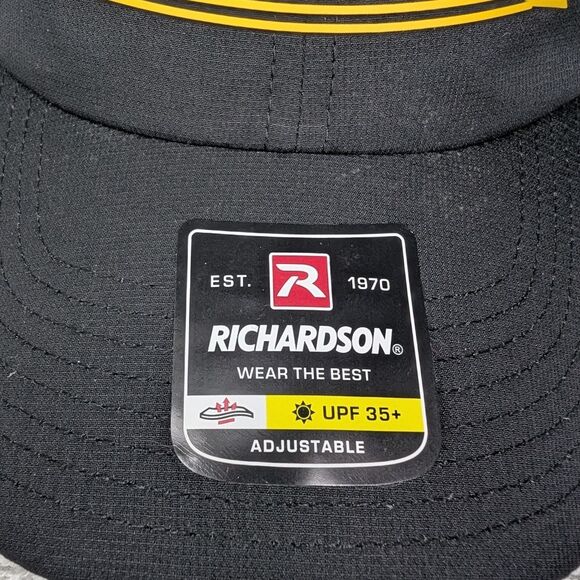 EST. R 1970
RICHARDSON®
WEAR THE BEST
UPF 35+
ADJUSTABLE